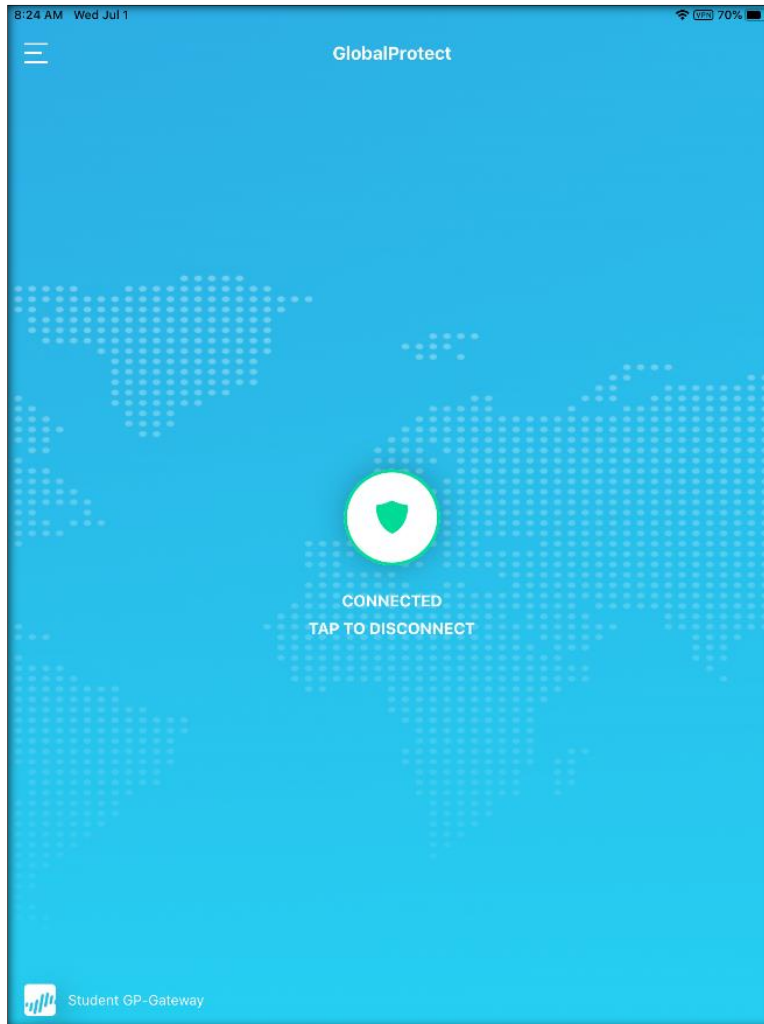 8:24 AM Wed Jul 1 VPN 70%
GlobalProtect
CONNECTED
TAP TO DISCONNECT
Student GP-Gateway